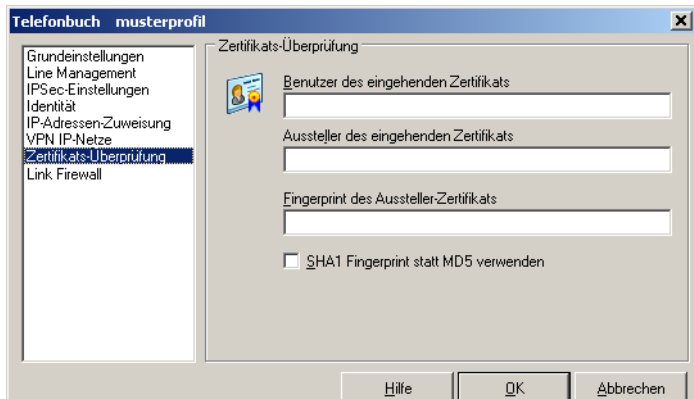 Telefonbuch musterprofil
Grundeinstellungen
Line Management
IPSec-Einstellungen
Identität
IP-Adressen-Zuweisung
VPN IP-Netze
Zertifikats-Überprüfung
Link Firewall
Zertifikats-Überprüfung
Benutzer des eingehenden Zertifikats
Aussteller des eingehenden Zertifikats
Fingerprint des Aussteller-Zertifikats
SHA1 Fingerprint statt MD5 verwenden
Hilfe
OK
Abbrechen